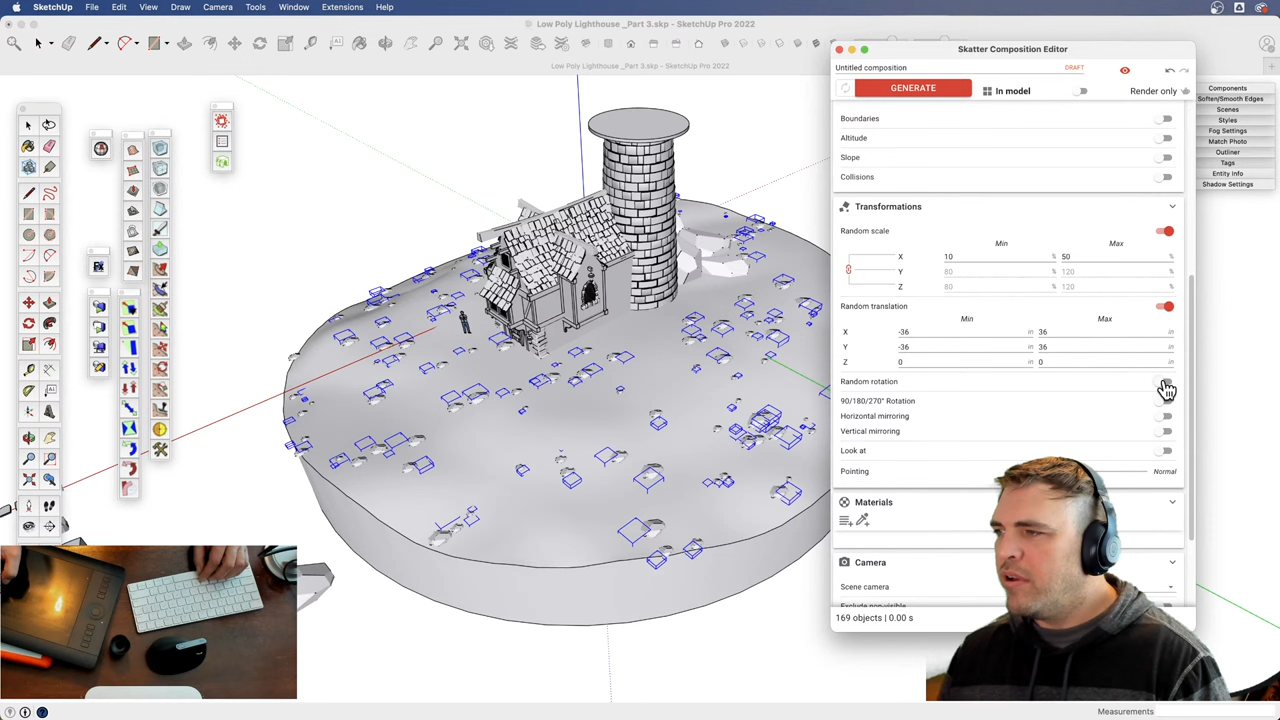 SketchUp File Edit View Draw Camera Tools Window Extensions Help
Low Poly Lighthouse _Part 3.skp - SketchUp Pro 2022
Low Poly Lighthouse _Part 3.skp - SketchUp Pro 2022
Skatter Composition Editor
Untitled composition DRAFT
GENERATE In model Render only
Boundaries
Altitude
Slope
Collisions
Transformations
Random scale
Min Max
X 10 % 50 %
Y 80 % 120 %
Z 80 % 120 %
Random translation
Min Max
X -36 in 36 in
Y -36 in 36 in
Z 0 in 0 in
Random rotation
90/180/270° Rotation
Horizontal mirroring
Vertical mirroring
Look at
Pointing Normal
Materials
Camera
Scene camera
Exclude non-visible
169 objects | 0.00 s
Components
Soften/Smooth Edges
Scenes
Styles
Fog Settings
Match Photo
Outliner
Tags
Entity Info
Shadow Settings
Measurements